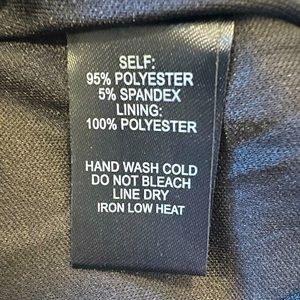 SELF:
95% POLYESTER
5% SPANDEX
LINING:
100% POLYESTER
HAND WASH COLD
DO NOT BLEACH
LINE DRY
IRON LOW HEAT